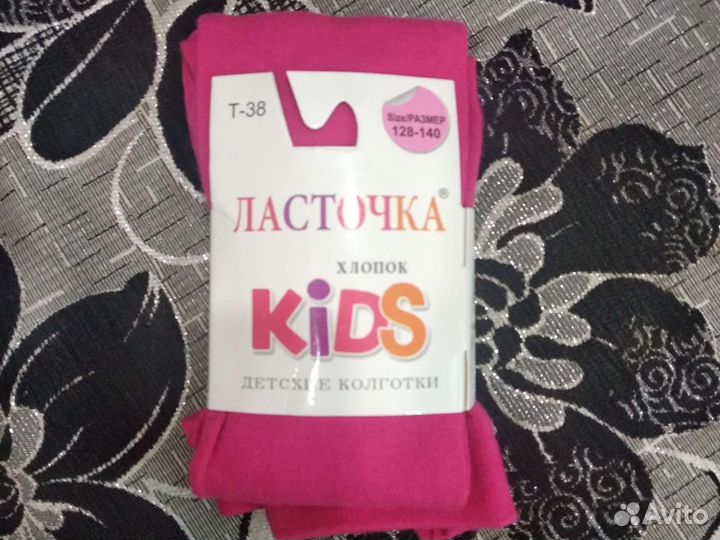 T-38
Size/РАЗМЕР
128-140
ЛАСТОЧКА®
ХЛОПОК
KiDS
ДЕТСКИЕ КОЛГОТКИ
Avito